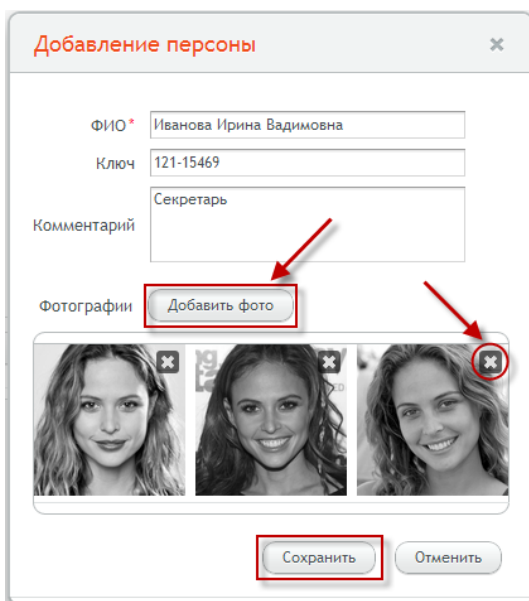 Добавление персоны
ФИО* Иванова Ирина Вадимовна
Ключ 121-15469
Комментарий Секретарь
Фотографии Добавить фото
Сохранить Отменить